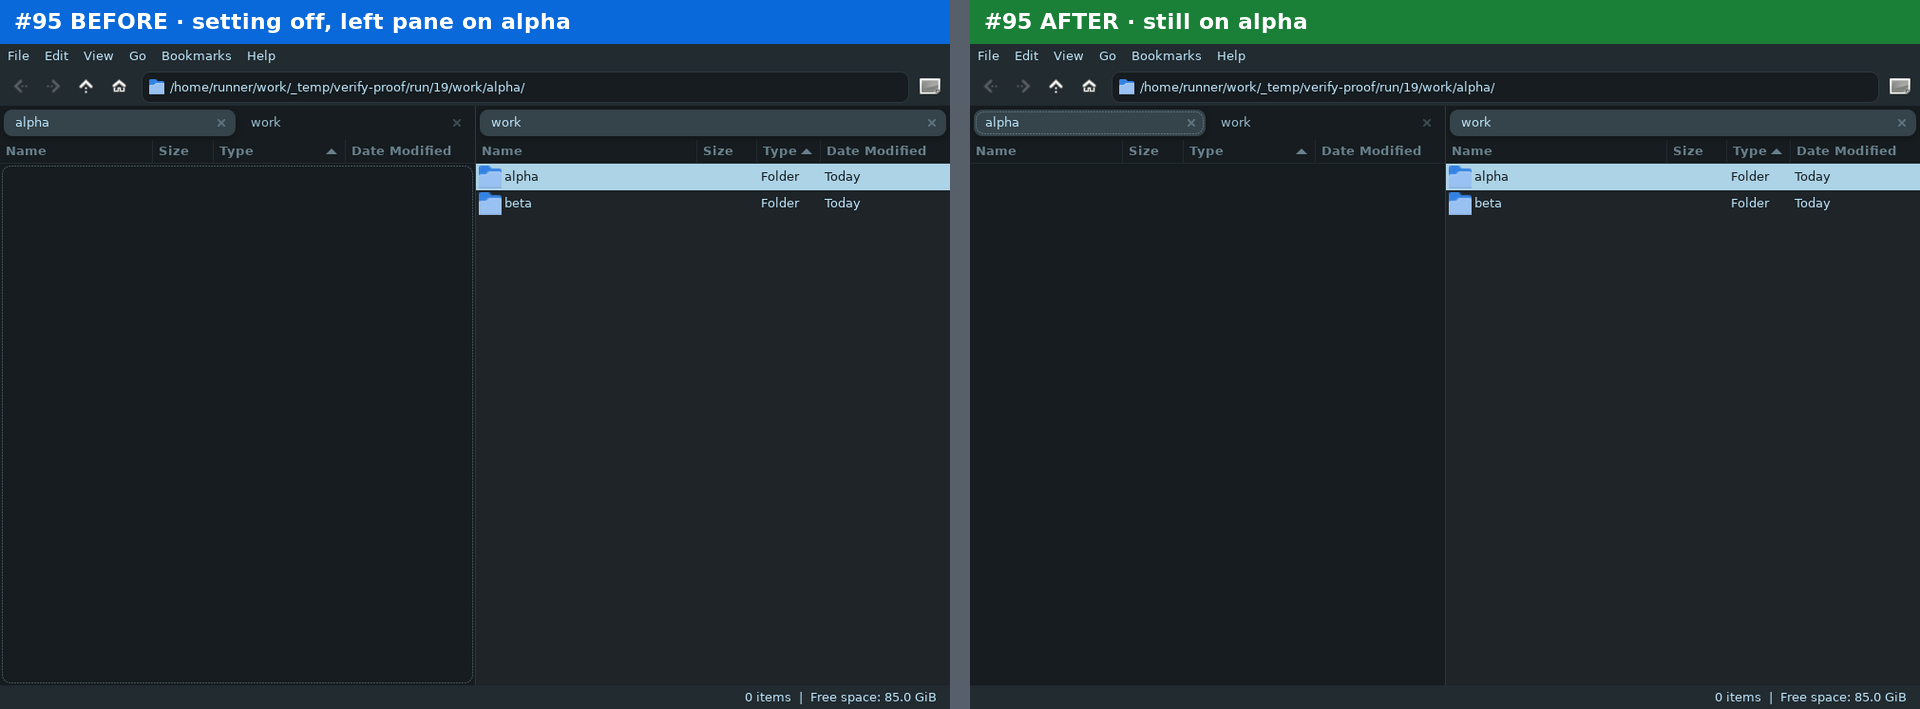 #95 BEFORE · setting off, left pane on alpha
File Edit View Go Bookmarks Help
/home/runner/work/_temp/verify-proof/run/19/work/alpha/
alpha work work
Name Size Type Date Modified Name Size Type Date Modified
alpha Folder Today
beta Folder Today
0 items | Free space: 85.0 GiB
#95 AFTER · still on alpha
File Edit View Go Bookmarks Help
/home/runner/work/_temp/verify-proof/run/19/work/alpha/
alpha work work
Name Size Type Date Modified Name Size Type Date Modified
alpha Folder Today
beta Folder Today
0 items | Free space: 85.0 GiB